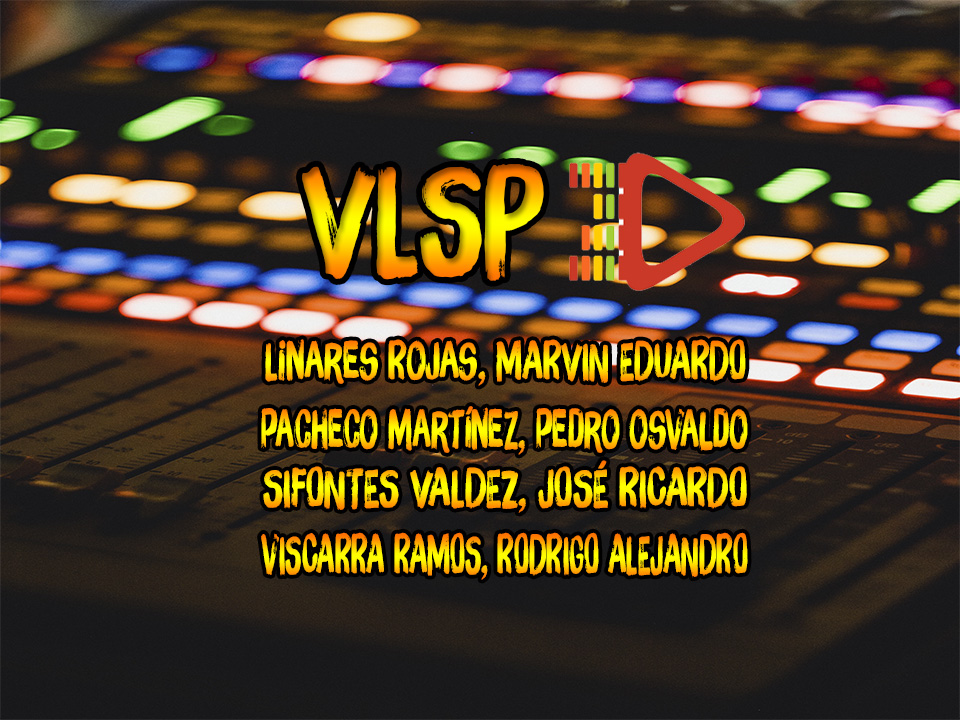 VLSP
LINARES ROJAS, MARVIN EDUARDO
PACHECO MARTÍNEZ, PEDRO OSVALDO
SIFONTES VALDEZ, JOSÉ RICARDO
VISCARRA RAMOS, RODRIGO ALEJANDRO